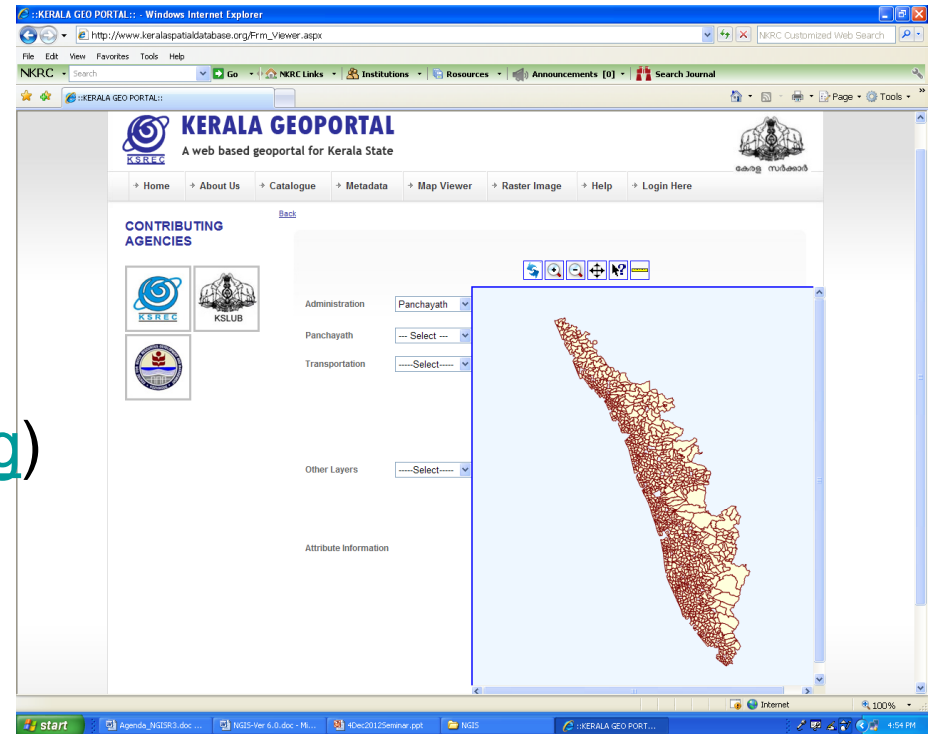 ::KERALA GEO PORTAL:: - Windows Internet Explorer
http://www.keralaspatialdatabase.org/Frm_Viewer.aspx
NKRC Customized Web Search
File Edit View Favorites Tools Help
NKRC Search Go NKRC Links Institutions Rosources Announcements [0] Search Journal
::KERALA GEO PORTAL::
Page Tools »
KSREC
KERALA GEOPORTAL
A web based geoportal for Kerala State
കേരള സർക്കാർ
Home About Us Catalogue Metadata Map Viewer Raster Image Help Login Here
Back
CONTRIBUTING
AGENCIES
KSREC
KSLUB
Administration Panchayath
Panchayath --- Select ---
Transportation -----Select-----
g)
Other Layers -----Select-----
Attribute Information
Internet 100%
start Agenda_NGISR3.doc ... NGIS-Ver 6.0.doc - Mi... 4Dec2012Seminar.ppt NGIS ::KERALA GEO PORT... 4:54 PM